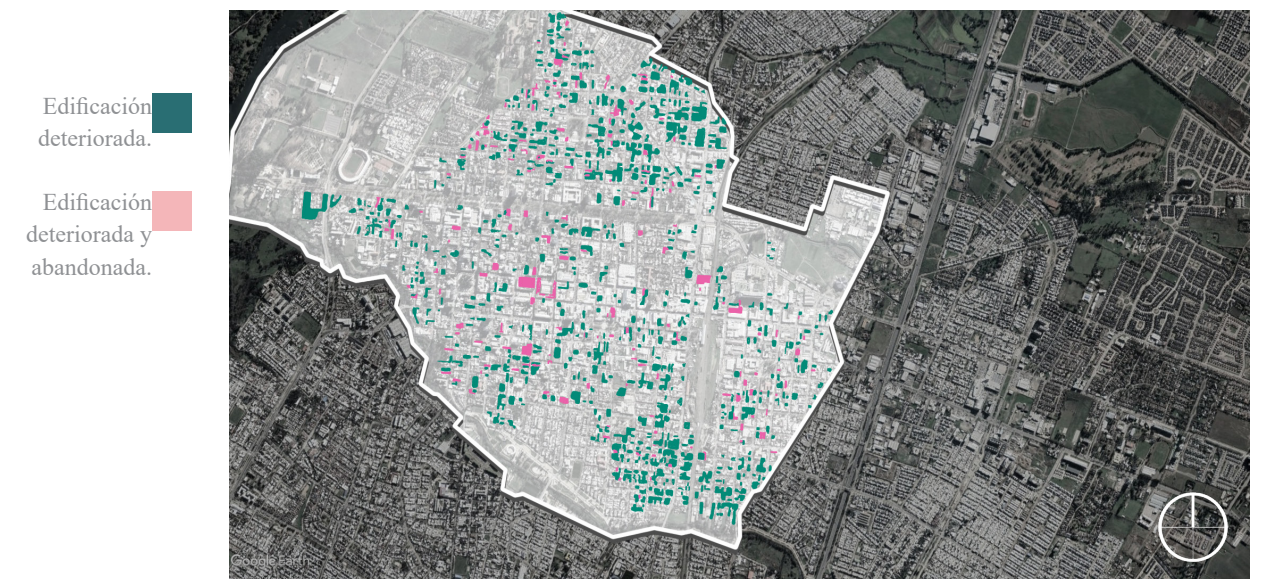 Edificación
deteriorada.
Edificación
deteriorada y
abandonada.
Google Earth